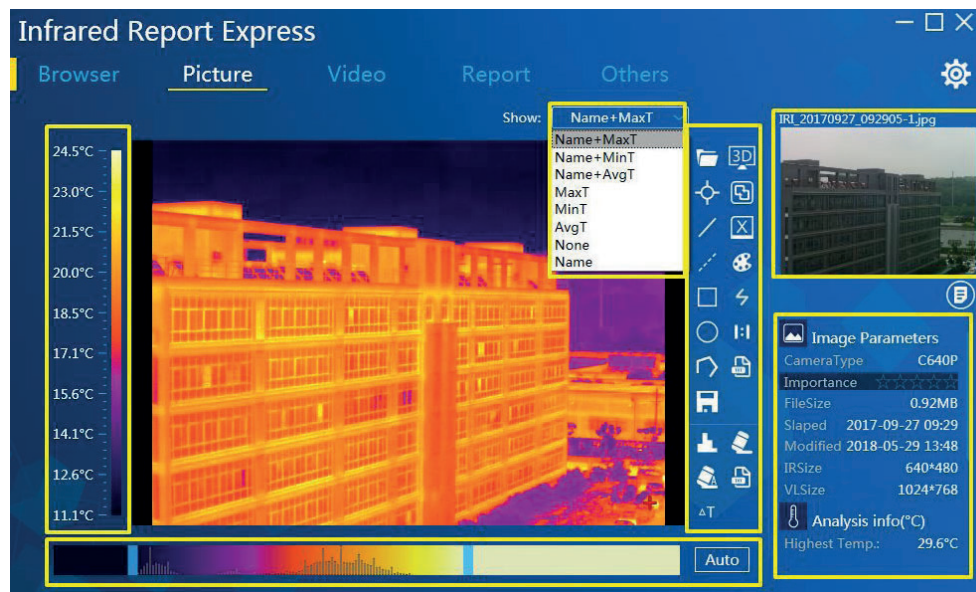 Infrared Report Express
Browser Picture Video Report Others
Show: Name+MaxT
Name+MaxT
Name+MinT
Name+AvgT
MaxT
MinT
AvgT
None
Name
24.5°C
23.0°C
21.5°C
20.0°C
18.5°C
17.1°C
15.6°C
14.1°C
12.6°C
11.1°C
3D
X
1:1
ΔT
Auto
IRI_20170927_092905-1.jpg
Image Parameters
CameraType C640P
Importance
FileSize 0.92MB
Slaped 2017-09-27 09:29
Modified 2018-05-29 13:48
IRSize 640*480
VLSize 1024*768
Analysis info(°C)
Highest Temp.: 29.6°C